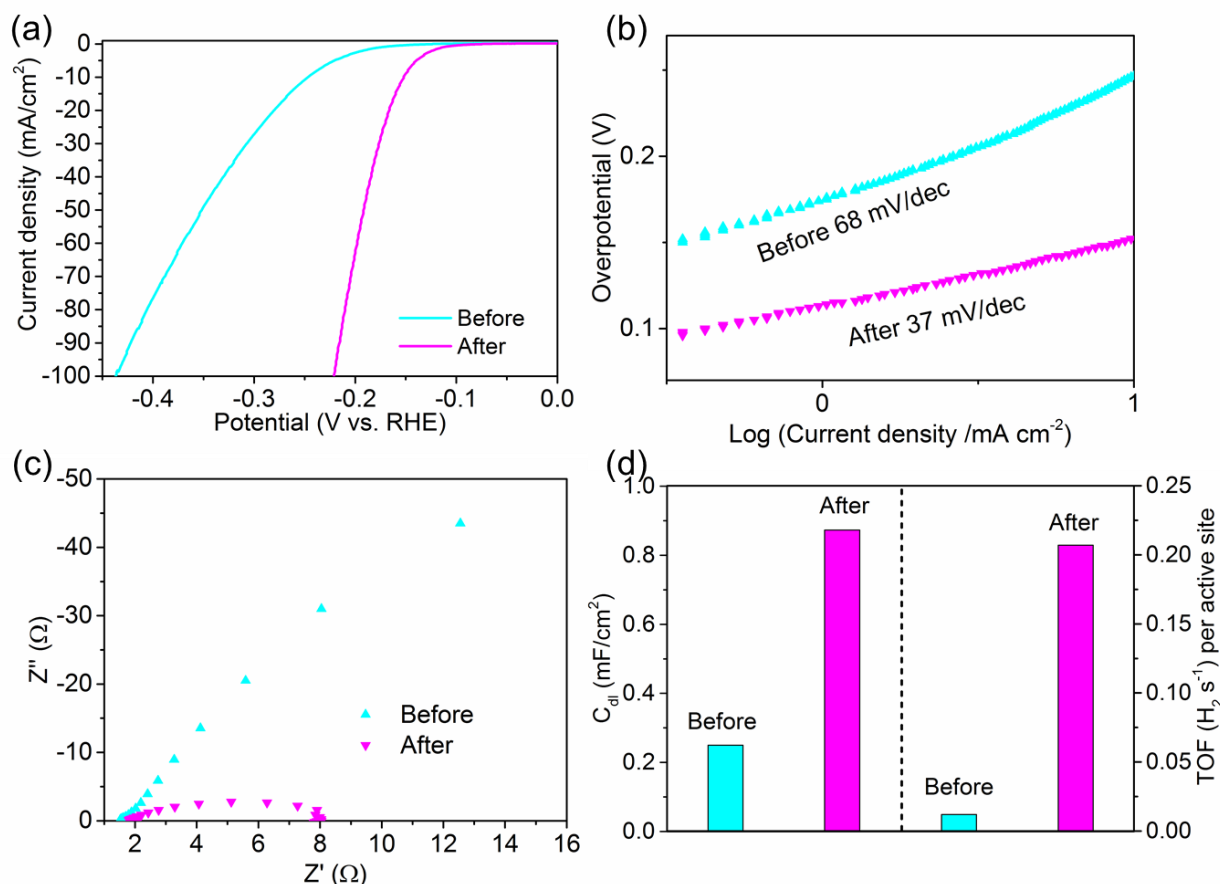 (a)
Current density (mA/cm²)
0
-10
-20
-30
-40
-50
-60
-70
-80
-90
-100
Before
After
-0.4
-0.3
-0.2
-0.1
0.0
Potential (V vs. RHE)
(b)
Overpotential (V)
0.2
0.1
Before 68 mV/dec
After 37 mV/dec
0
1
Log (Current density /mA cm⁻²)
(c)
Z'' (Ω)
-50
-40
-30
-20
-10
0
Before
After
2
4
6
8
10
12
14
16
Z' (Ω)
(d)
C_dl (mF/cm²)
1.0
0.8
0.6
0.4
0.2
0.0
Before
After
Before
After
0.25
0.20
0.15
0.10
0.05
0.00
TOF (H₂ s⁻¹) per active site